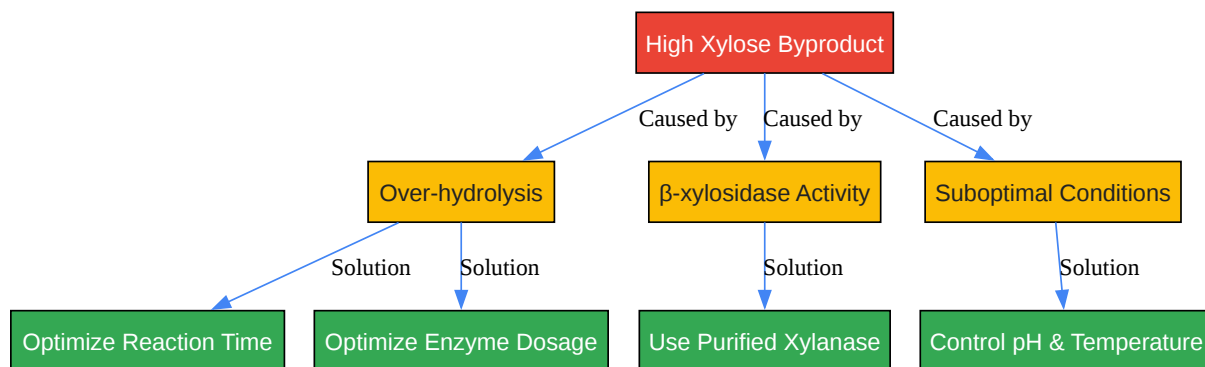 High Xylose Byproduct
Caused by
Caused by
Caused by
Over-hydrolysis
β-xylosidase Activity
Suboptimal Conditions
Solution
Solution
Solution
Solution
Optimize Reaction Time
Optimize Enzyme Dosage
Use Purified Xylanase
Control pH & Temperature